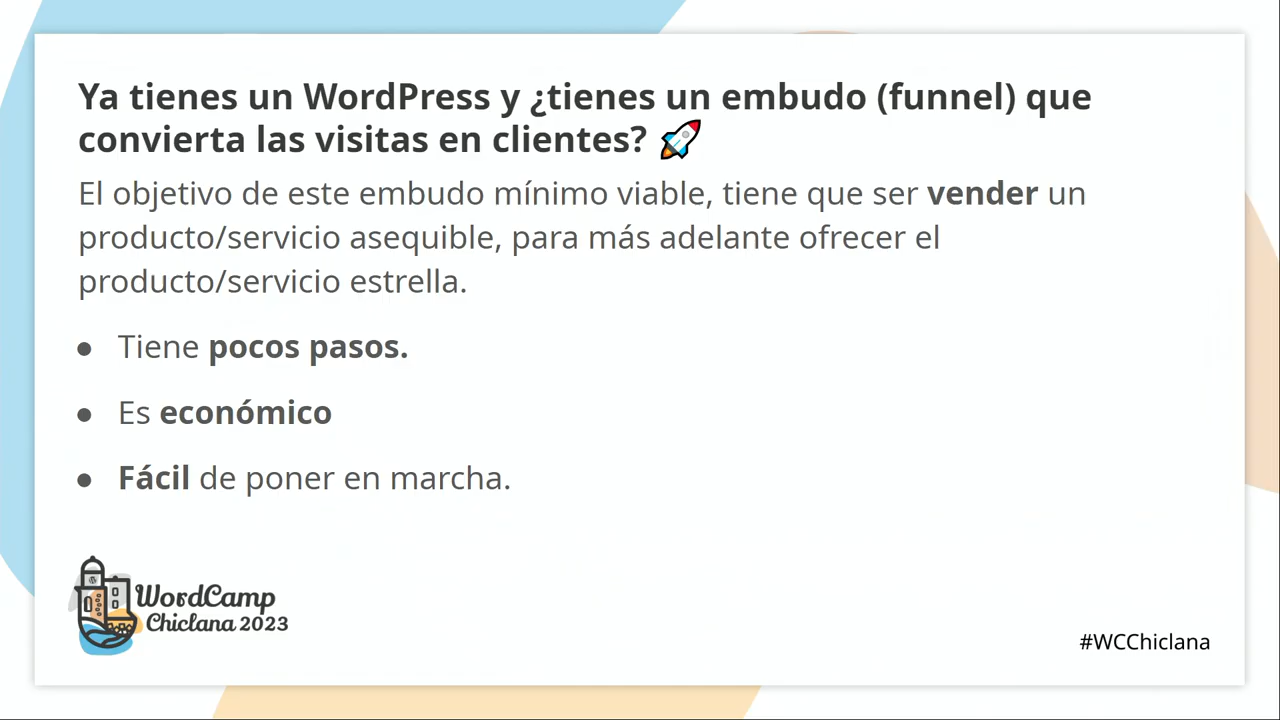 Ya tienes un WordPress y ¿tienes un embudo (funnel) que
convierta las visitas en clientes? 🚀
El objetivo de este embudo mínimo viable, tiene que ser vender un
producto/servicio asequible, para más adelante ofrecer el
producto/servicio estrella.
● Tiene pocos pasos.
● Es económico
● Fácil de poner en marcha.
WordCamp
Chiclana 2023
#WCChiclana